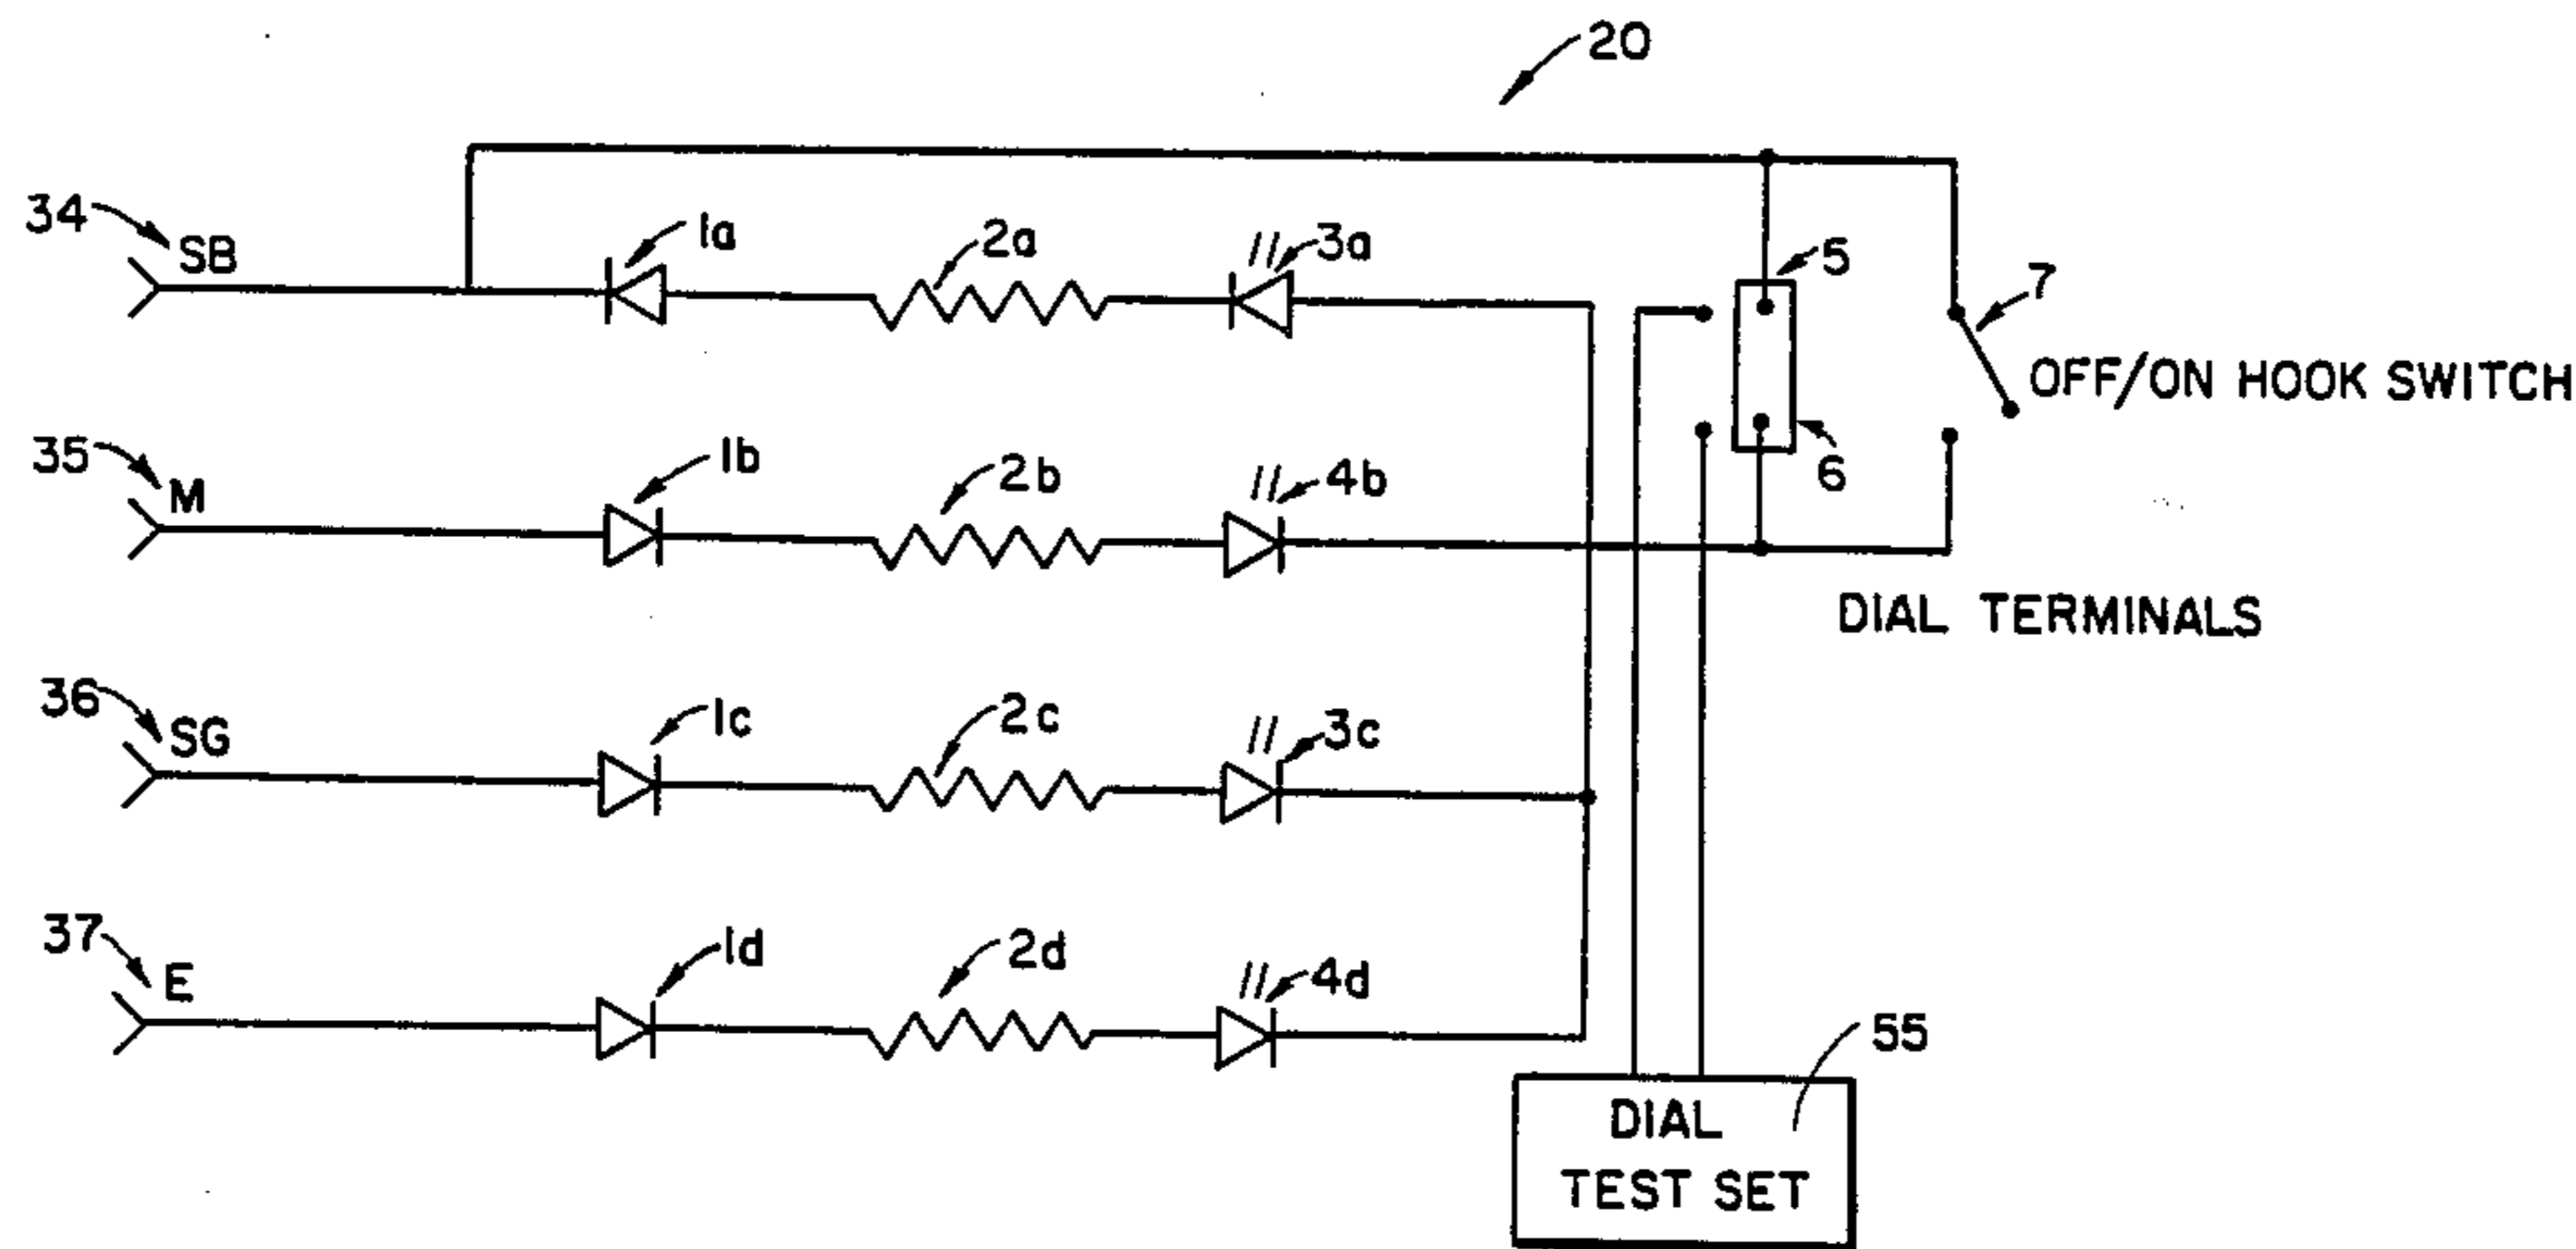 20
34 SB 1a 2a 3a 5 7
OFF/ON HOOK SWITCH
35 M 1b 2b 4b 6
DIAL TERMINALS
36 SG 1c 2c 3c
37 E 1d 2d 4d
55
DIAL
TEST SET